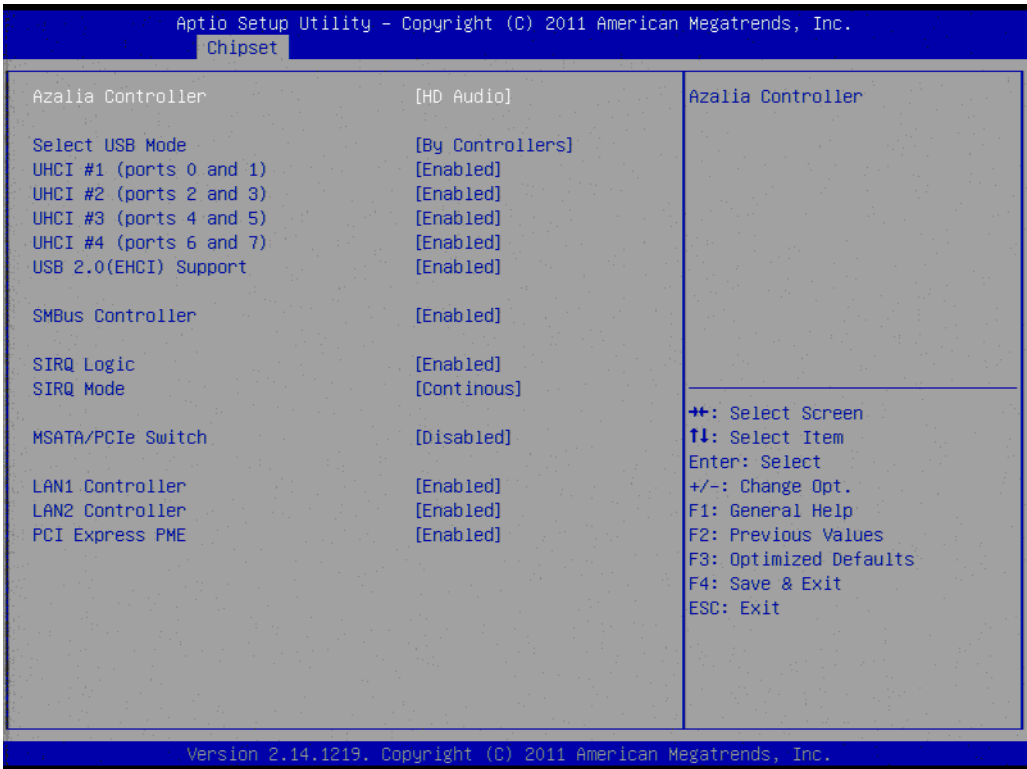 Aptio Setup Utility – Copyright (C) 2011 American Megatrends, Inc.
Chipset
Azalia Controller [HD Audio]
Select USB Mode [By Controllers]
UHCI #1 (ports 0 and 1) [Enabled]
UHCI #2 (ports 2 and 3) [Enabled]
UHCI #3 (ports 4 and 5) [Enabled]
UHCI #4 (ports 6 and 7) [Enabled]
USB 2.0(EHCI) Support [Enabled]
SMBus Controller [Enabled]
SIRQ Logic [Enabled]
SIRQ Mode [Continous]
MSATA/PCIe Switch [Disabled]
LAN1 Controller [Enabled]
LAN2 Controller [Enabled]
PCI Express PME [Enabled]
Azalia Controller
→←: Select Screen
↑↓: Select Item
Enter: Select
+/-: Change Opt.
F1: General Help
F2: Previous Values
F3: Optimized Defaults
F4: Save & Exit
ESC: Exit
Version 2.14.1219. Copyright (C) 2011 American Megatrends, Inc.